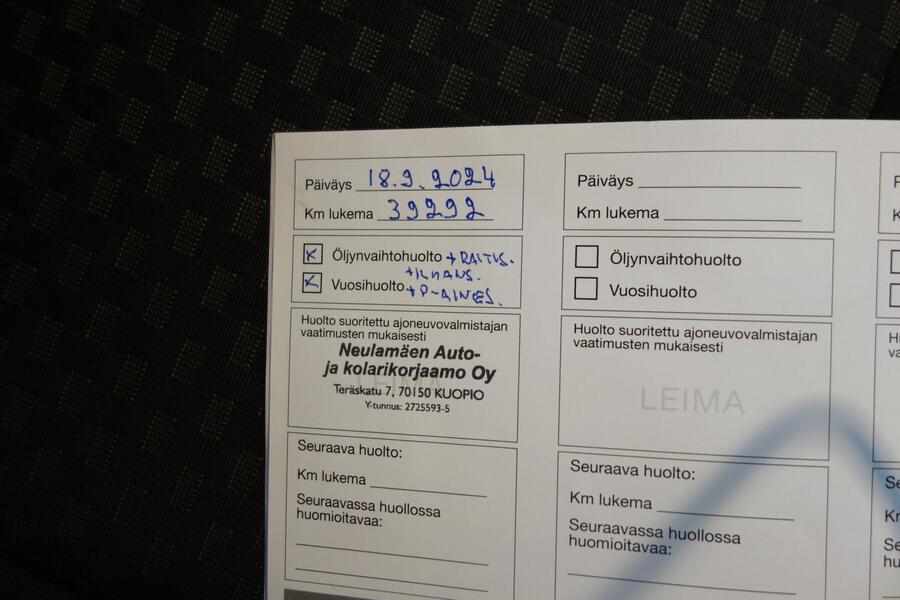 Päiväys 18.9.2024
Km lukema 39292
Öljynvaihtohuolto + RAITIS.
+ILMANS.
Vuosihuolto +P-AINES.
Huolto suoritettu ajoneuvovalmistajan
vaatimusten mukaisesti
LEIMA
Neulamäen Auto-
ja kolarikorjaamo Oy
Teräskatu 7, 70150 KUOPIO
Y-tunnus: 2725593-5
Seuraava huolto:
Km lukema
Seuraavassa huollossa
huomioitavaa:
Päiväys
Km lukema
Öljynvaihtohuolto
Vuosihuolto
Huolto suoritettu ajoneuvovalmistajan
vaatimusten mukaisesti
LEIMA
Seuraava huolto:
Km lukema
Seuraavassa huollossa
huomioitavaa: